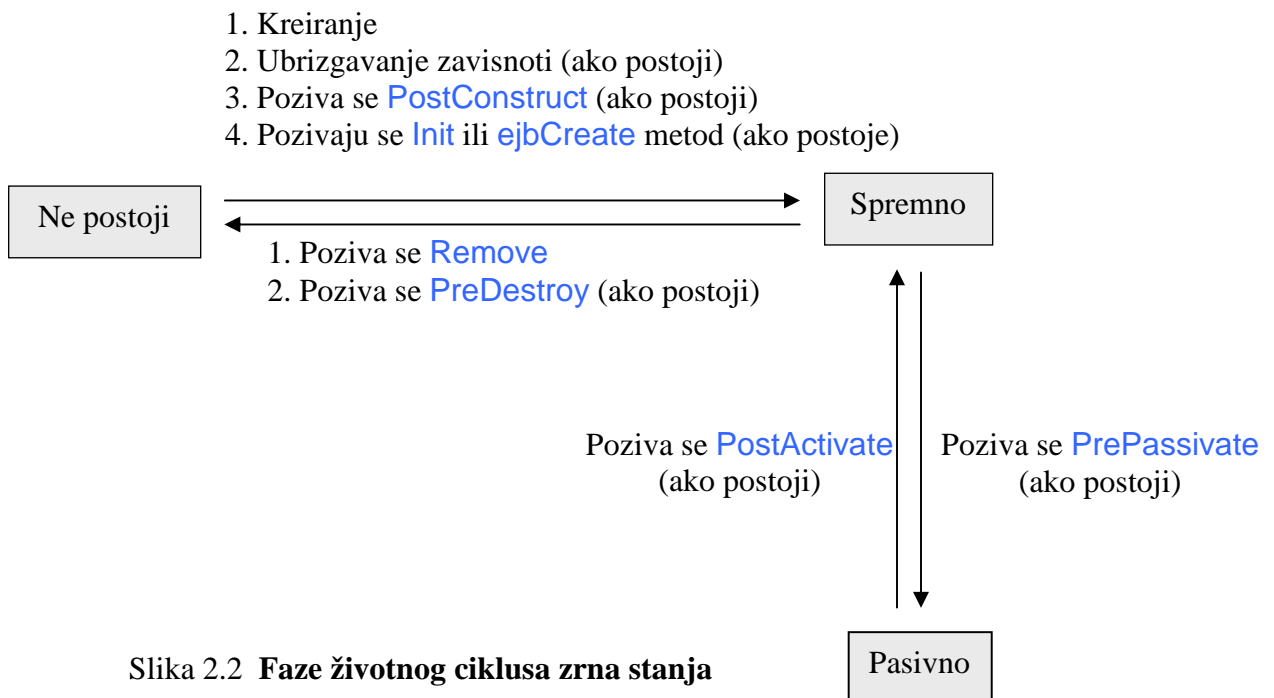 1. Kreiranje
2. Ubrizgavanje zavisnoti (ako postoji)
3. Poziva se PostConstruct (ako postoji)
4. Pozivaju se Init ili ejbCreate metod (ako postoje)
Ne postoji
Spremno
1. Poziva se Remove
2. Poziva se PreDestroy (ako postoji)
Poziva se PostActivate
(ako postoji)
Poziva se PrePassivate
(ako postoji)
Slika 2.2 Faze životnog ciklusa zrna stanja
Pasivno